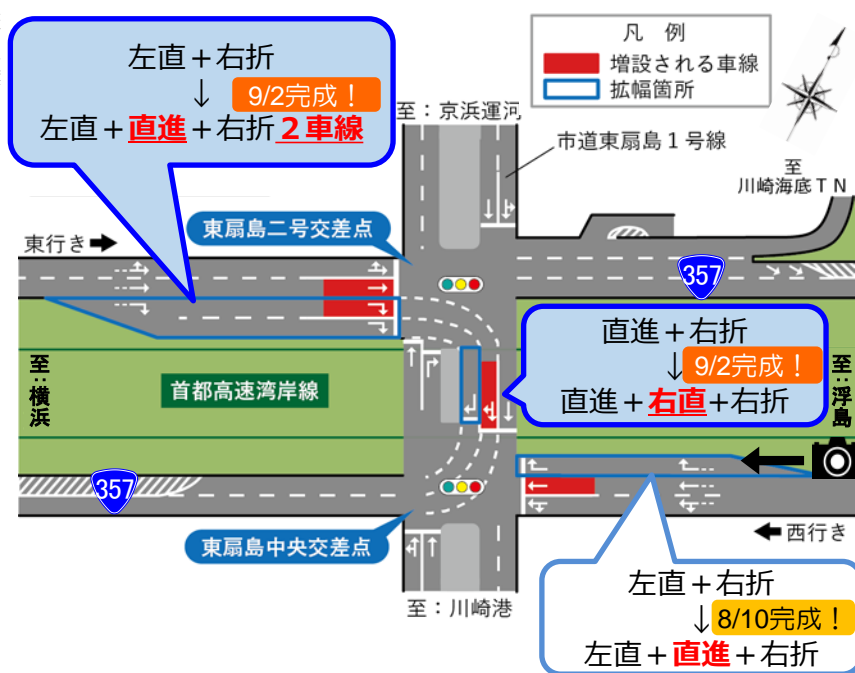 左直＋右折
↓ 9/2完成！
左直＋直進＋右折２車線
凡 例
増設される車線
拡幅箇所
至：京浜運河
市道東扇島１号線
至
川崎海底ＴＮ
東扇島二号交差点
東行き
357
直進＋右折
↓ 9/2完成！
直進＋右直＋右折
至：横浜
首都高速湾岸線
至：浮島
357
東扇島中央交差点
西行き
至：川崎港
左直＋右折
↓ 8/10完成！
左直＋直進＋右折